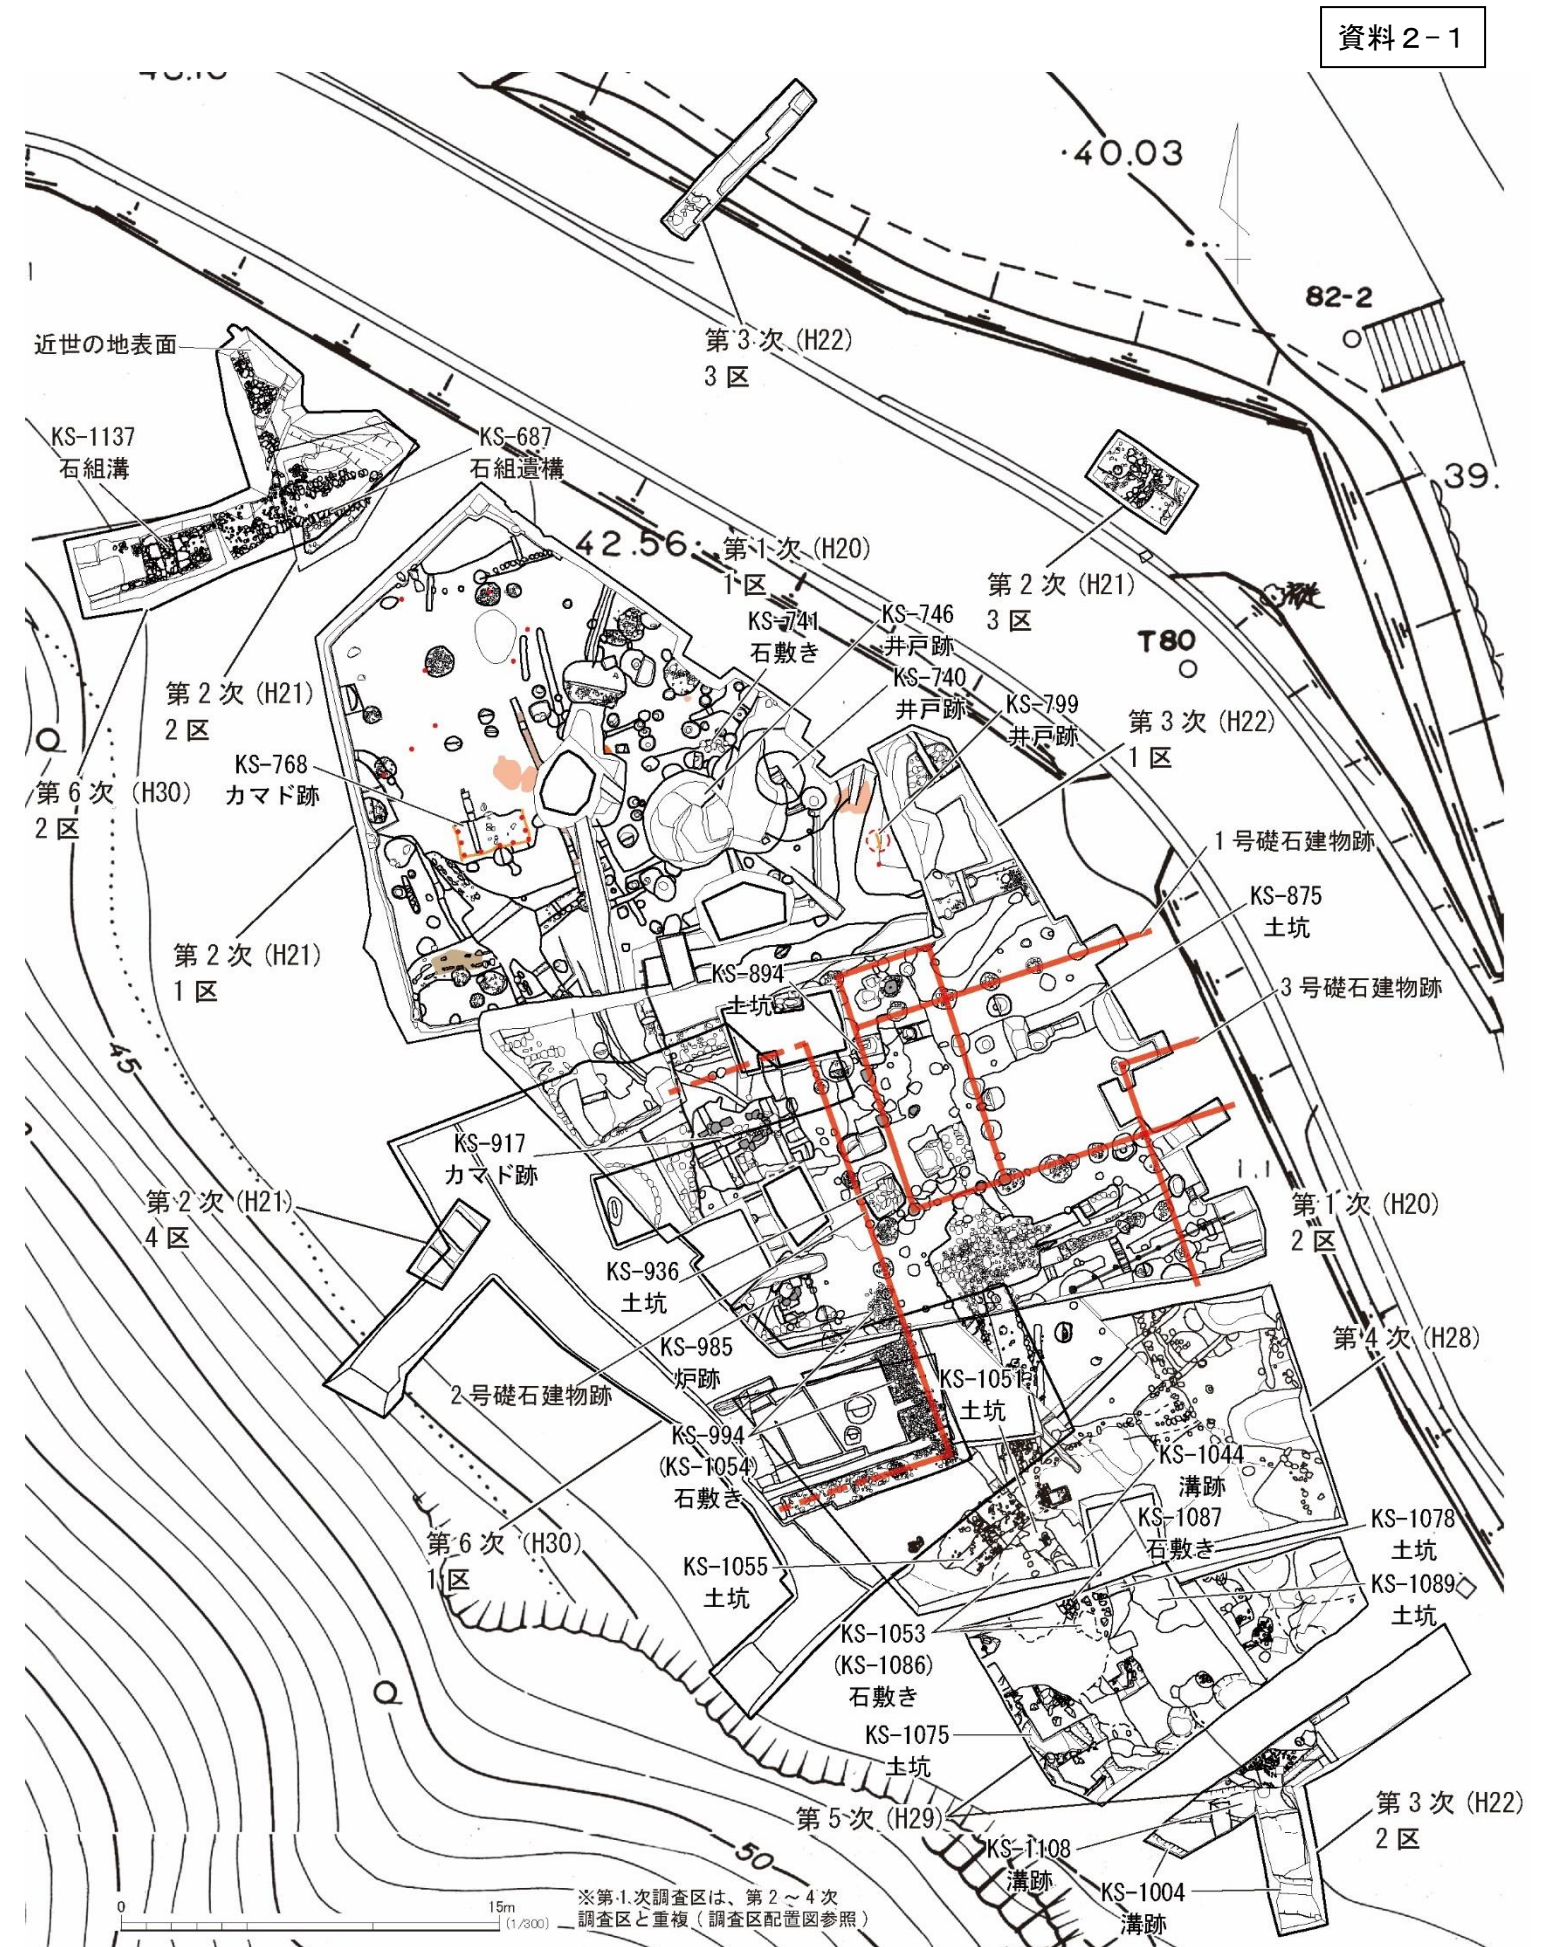 資料２-１
・40.03
82-2
近世の地表面
第３次（H22）
３区
KS-1137
石組溝
KS-687
石組遺構
39.
42.56
第１次（H20）
１区
第２次（H21）
３区
KS-741
石敷き
KS-746
井戸跡
T80
KS-740
井戸跡
KS-799
井戸跡
第３次（H22）
１区
第２次（H21）
２区
KS-768
カマド跡
第６次（H30）
２区
１号礎石建物跡
KS-875
土坑
第２次（H21）
１区
KS-894
土坑
３号礎石建物跡
45
KS-917
カマド跡
第２次（H21）
４区
第１次（H20）
２区
KS-936
土坑
KS-985
炉跡
第４次（H28）
２号礎石建物跡
KS-1051
土坑
KS-994
(KS-1054)
石敷き
KS-1044
溝跡
KS-1087
石敷き
KS-1078
土坑
第６次（H30）
１区
KS-1055
土坑
KS-1089
土坑
KS-1053
(KS-1086)
石敷き
KS-1075
土坑
第５次（H29）
第３次（H22）
２区
KS-1108
溝跡
50
KS-1004
溝跡
0 15m
(1/300)
※第１次調査区は、第２～４次
調査区と重複（調査区配置図参照）